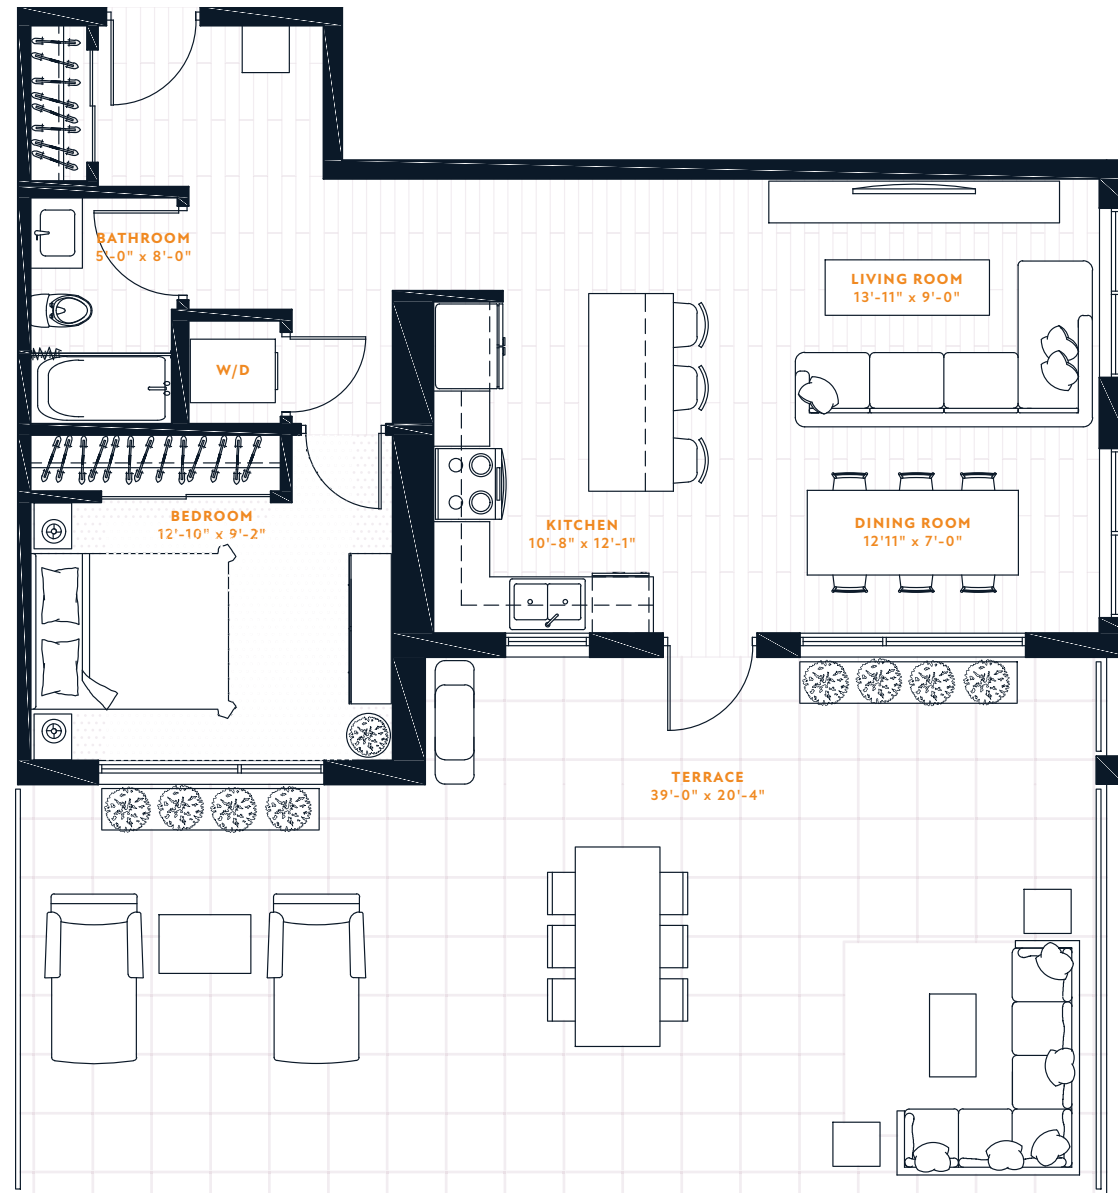 BATHROOM
5'-0" x 8'-0"
LIVING ROOM
13'-11" x 9'-0"
W/D
BEDROOM
12'-10" x 9'-2"
KITCHEN
10'-8" x 12'-1"
DINING ROOM
12'11" x 7'-0"
TERRACE
39'-0" x 20'-4"